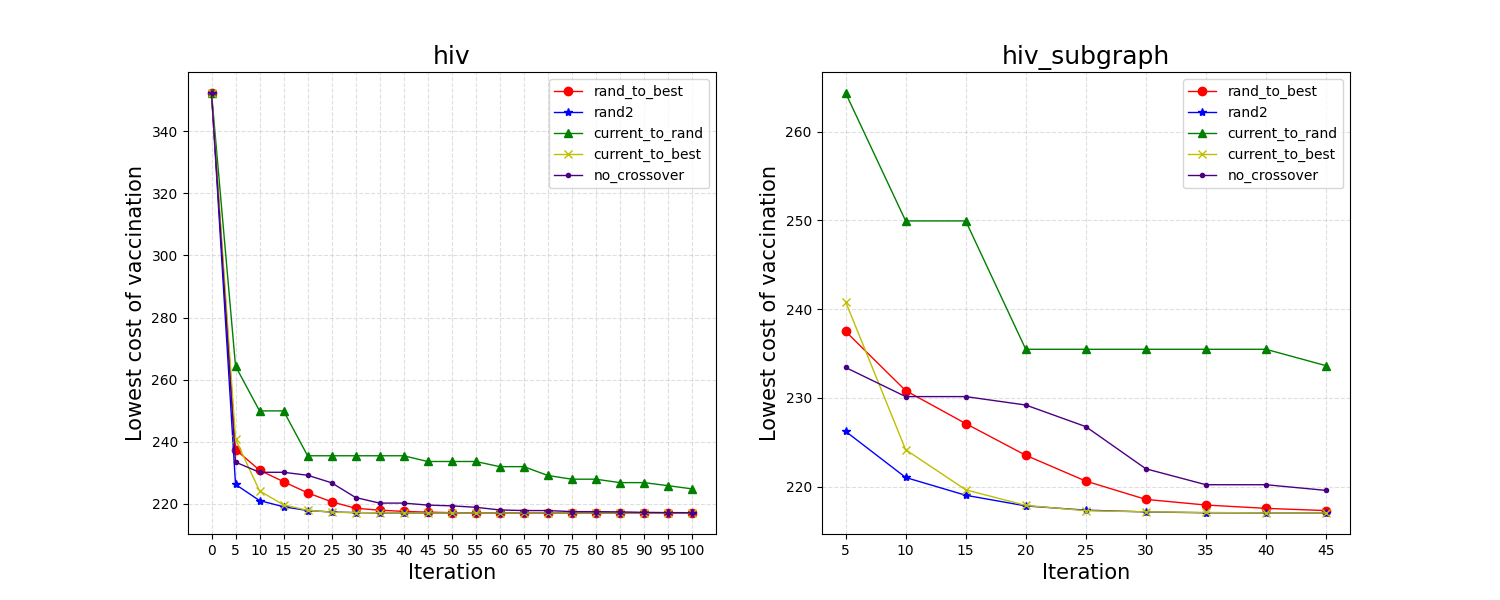 hiv
Lowest cost of vaccination
340
320
300
280
260
240
220
0 5 10 15 20 25 30 35 40 45 50 55 60 65 70 75 80 85 90 95 100
Iteration
rand_to_best
rand2
current_to_rand
current_to_best
no_crossover
hiv_subgraph
Lowest cost of vaccination
260
250
240
230
220
5 10 15 20 25 30 35 40 45
Iteration
rand_to_best
rand2
current_to_rand
current_to_best
no_crossover